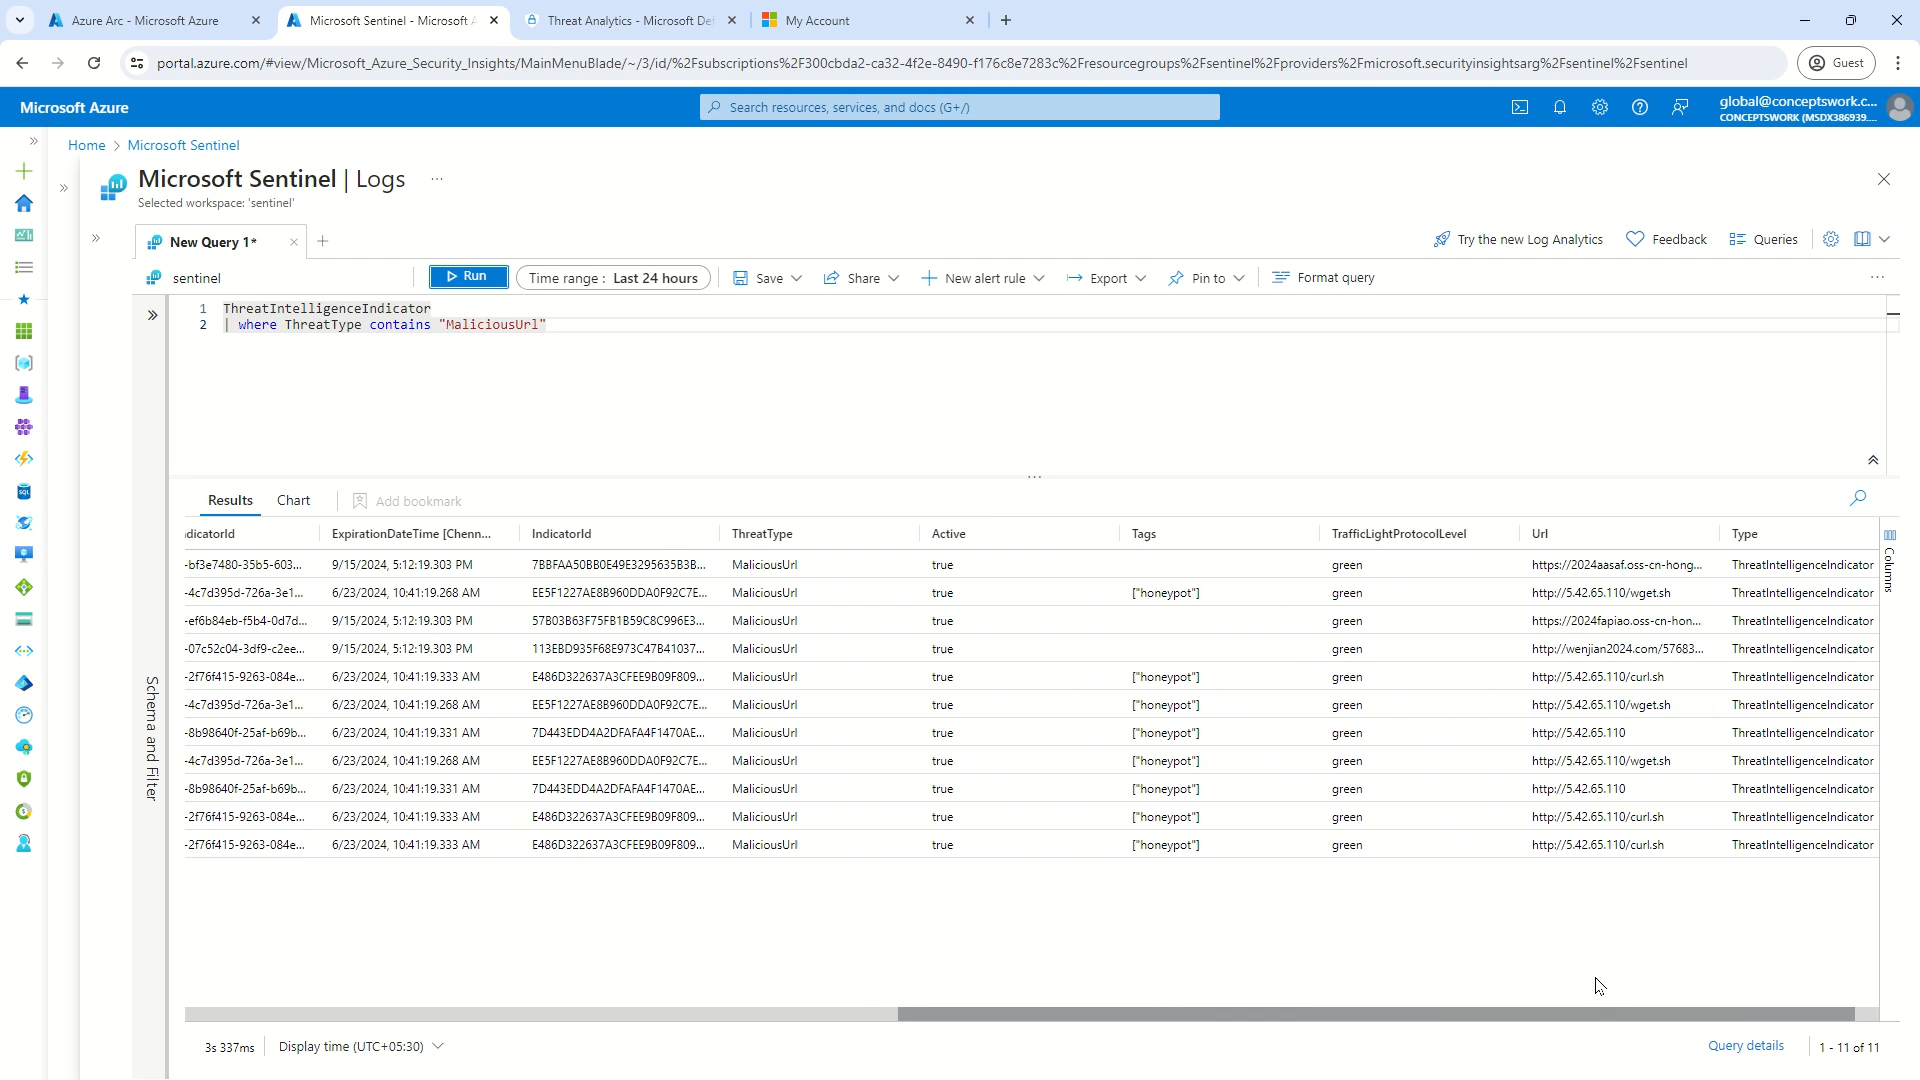 Azure Arc - Microsoft Azure
Microsoft Sentinel - Microsoft A
Threat Analytics - Microsoft De
My Account
portal.azure.com/#view/Microsoft_Azure_Security_Insights/MainMenuBlade/~/3/id/%2Fsubscriptions%2F300cbda2-ca32-4f2e-8490-f176c8e7283c%2Fresourcegroups%2Fsentinel%2Fproviders%2Fmicrosoft.securityinsightsarg%2Fsentinel%2Fsentinel
Guest
Microsoft Azure
Search resources, services, and docs (G+/)
global@conceptswork.c...
CONCEPTSWORK (MSDX386939....
Home > Microsoft Sentinel
Microsoft Sentinel | Logs ...
Selected workspace: 'sentinel'
New Query 1*
Try the new Log Analytics
Feedback
Queries
sentinel
Run
Time range : Last 24 hours
Save
Share
New alert rule
Export
Pin to
Format query
1 ThreatIntelligenceIndicator
2 | where ThreatType contains "MaliciousUrl"
Schema and Filter
Results
Chart
Add bookmark
dicatorId ExpirationDateTime [Chenn... IndicatorId ThreatType Active Tags TrafficLightProtocolLevel Url Type
-bf3e7480-35b5-603... 9/15/2024, 5:12:19.303 PM 7BBFAA50BB0E49E3295635B3B... MaliciousUrl true green https://2024aasaf.oss-cn-hong... ThreatIntelligenceIndicator
-4c7d395d-726a-3e1... 6/23/2024, 10:41:19.268 AM EE5F1227AE8B960DDA0F92C7E... MaliciousUrl true ["honeypot"] green http://5.42.65.110/wget.sh ThreatIntelligenceIndicator
-ef6b84eb-f5b4-0d7d... 9/15/2024, 5:12:19.303 PM 57B03B63F75FB1B59C8C996E3... MaliciousUrl true green https://2024fapiao.oss-cn-hon... ThreatIntelligenceIndicator
-07c52c04-3df9-c2ee... 9/15/2024, 5:12:19.303 PM 113EBD935F68E973C47B41037... MaliciousUrl true green http://wenjian2024.com/57683... ThreatIntelligenceIndicator
-2f76f415-9263-084e... 6/23/2024, 10:41:19.333 AM E486D322637A3CFEE9B09F809... MaliciousUrl true ["honeypot"] green http://5.42.65.110/curl.sh ThreatIntelligenceIndicator
-4c7d395d-726a-3e1... 6/23/2024, 10:41:19.268 AM EE5F1227AE8B960DDA0F92C7E... MaliciousUrl true ["honeypot"] green http://5.42.65.110/wget.sh ThreatIntelligenceIndicator
-8b98640f-25af-b69b... 6/23/2024, 10:41:19.331 AM 7D443EDD4A2DFAFA4F1470AE... MaliciousUrl true ["honeypot"] green http://5.42.65.110 ThreatIntelligenceIndicator
-4c7d395d-726a-3e1... 6/23/2024, 10:41:19.268 AM EE5F1227AE8B960DDA0F92C7E... MaliciousUrl true ["honeypot"] green http://5.42.65.110/wget.sh ThreatIntelligenceIndicator
-8b98640f-25af-b69b... 6/23/2024, 10:41:19.331 AM 7D443EDD4A2DFAFA4F1470AE... MaliciousUrl true ["honeypot"] green http://5.42.65.110 ThreatIntelligenceIndicator
-2f76f415-9263-084e... 6/23/2024, 10:41:19.333 AM E486D322637A3CFEE9B09F809... MaliciousUrl true ["honeypot"] green http://5.42.65.110/curl.sh ThreatIntelligenceIndicator
-2f76f415-9263-084e... 6/23/2024, 10:41:19.333 AM E486D322637A3CFEE9B09F809... MaliciousUrl true ["honeypot"] green http://5.42.65.110/curl.sh ThreatIntelligenceIndicator
Columns
3s 337ms
Display time (UTC+05:30)
Query details
1 - 11 of 11